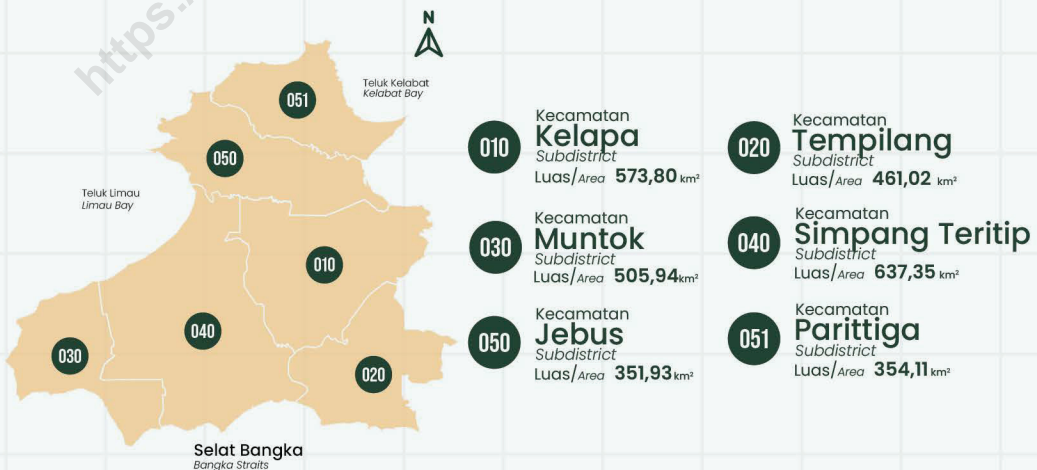 https:
N
051
Teluk Kelabat
Kelabat Bay
050
Teluk Limau
Limau Bay
010
040
030
020
Selat Bangka
Bangka Straits
010
Kecamatan
Kelapa
Subdistrict
Luas/Area 573,80 km²
020
Kecamatan
Tempilang
Subdistrict
Luas/Area 461,02 km²
030
Kecamatan
Muntok
Subdistrict
Luas/Area 505,94km²
040
Kecamatan
Simpang Teritip
Subdistrict
Luas/Area 637,35 km²
050
Kecamatan
Jebus
Subdistrict
Luas/Area 351,93 km²
051
Kecamatan
Parittiga
Subdistrict
Luas/Area 354,11 km²